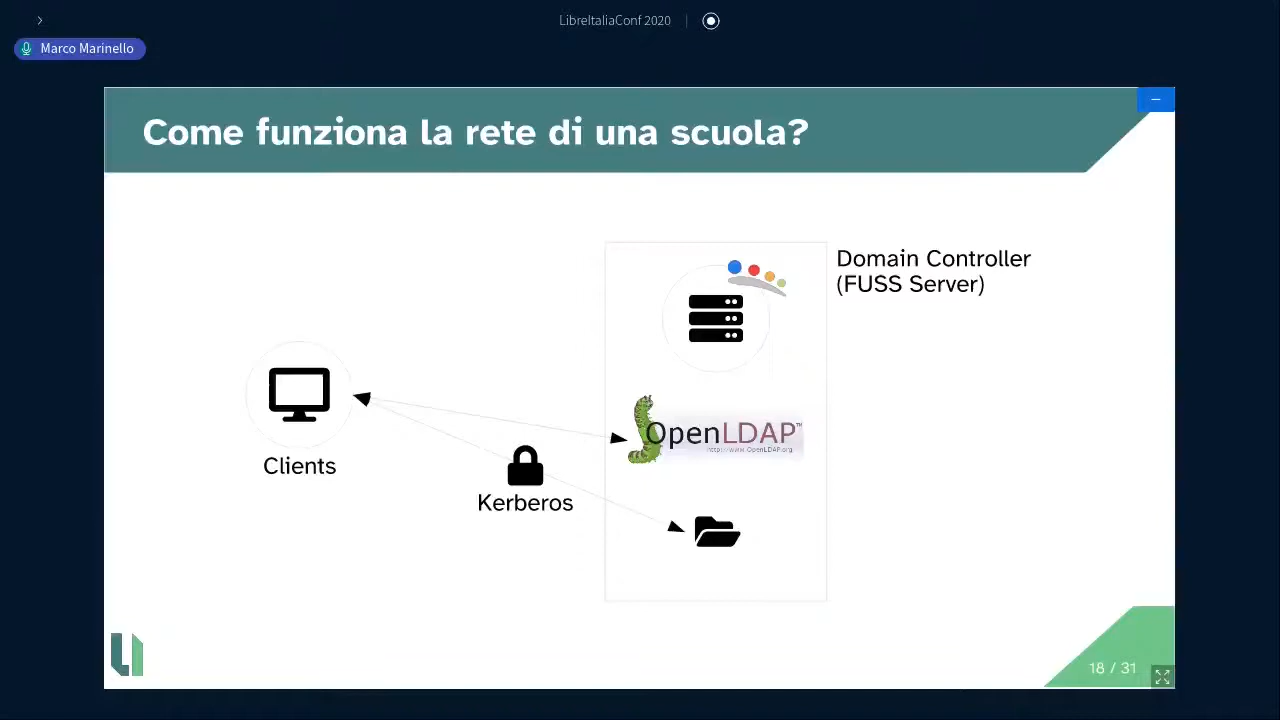 LibreItaliaConf 2020
Marco Marinello
Come funziona la rete di una scuola?
Domain Controller
(FUSS Server)
OpenLDAP™
http://www.OpenLDAP.org
Clients
Kerberos
18 / 31